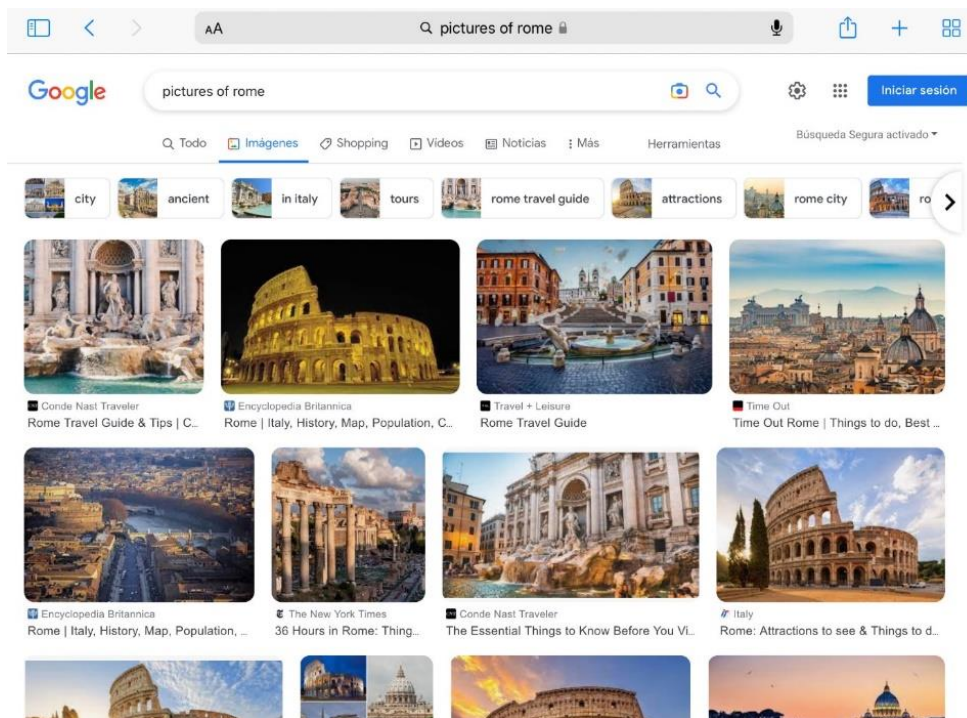 AA
pictures of rome
Google
pictures of rome
Iniciar sesión
Todo
Imágenes
Shopping
Vídeos
Noticias
Más
Herramientas
Búsqueda Segura activado
city
ancient
in italy
tours
rome travel guide
attractions
rome city
ro
Conde Nast Traveler
Rome Travel Guide & Tips | C...
Encyclopedia Britannica
Rome | Italy, History, Map, Population, C...
Travel + Leisure
Rome Travel Guide
Time Out
Time Out Rome | Things to do, Best ...
Encyclopedia Britannica
Rome | Italy, History, Map, Population, ...
The New York Times
36 Hours in Rome: Thing...
Conde Nast Traveler
The Essential Things to Know Before You Vi...
Italy
Rome: Attractions to see & Things to d...